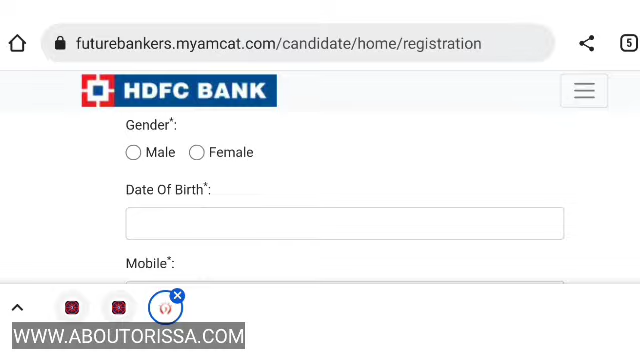 futurebankers.myamcat.com/candidate/home/registration
5
HDFC BANK
Gender*:
Male Female
Date Of Birth*:
Mobile*:
WWW.ABOUTORISSA.COM